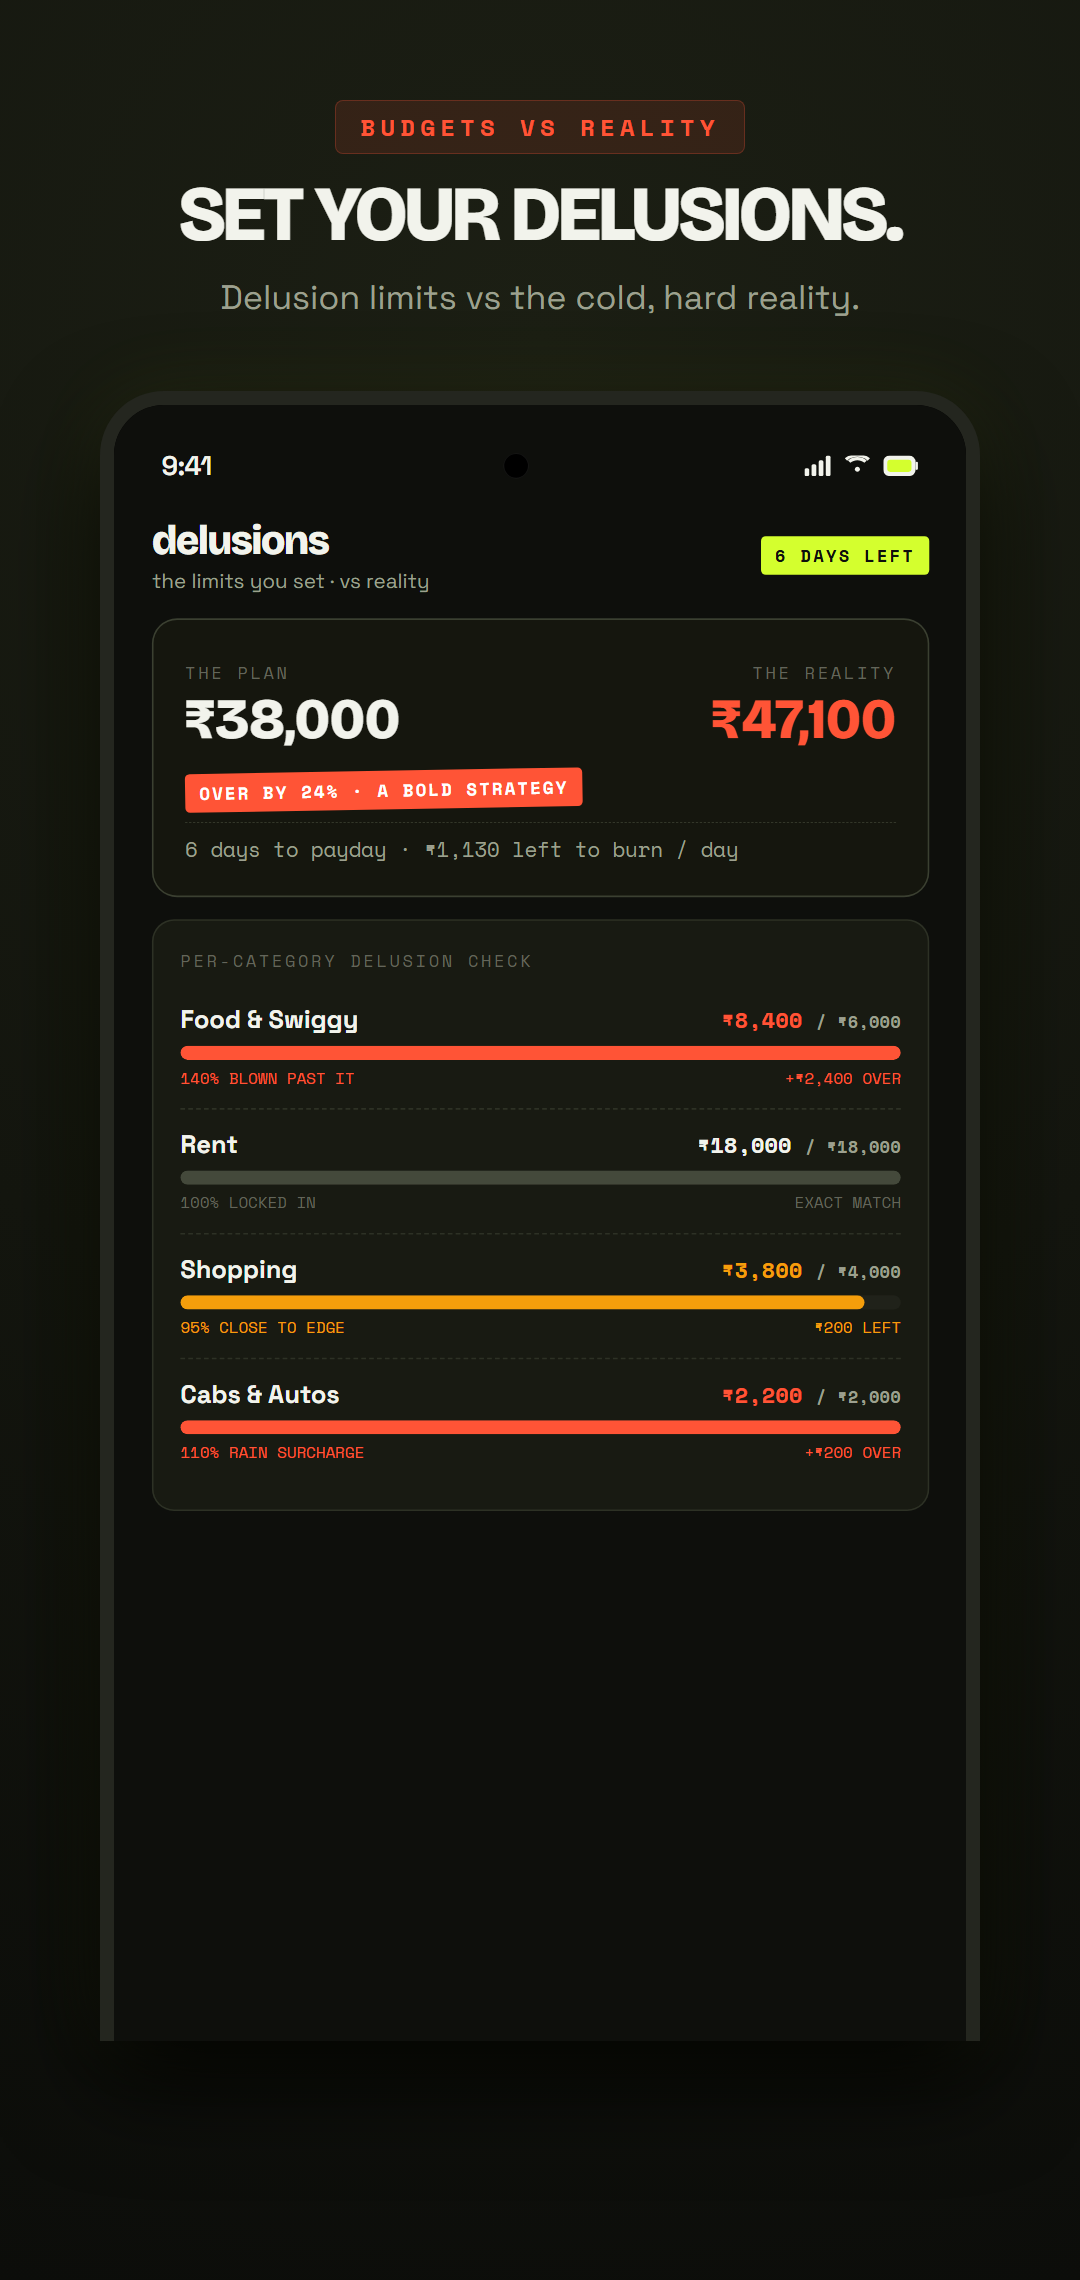 BUDGETS VS REALITY
SET YOUR DELUSIONS.
Delusion limits vs the cold, hard reality.
9:41
delusions
the limits you set · vs reality
6 DAYS LEFT
THE PLAN
THE REALITY
₹38,000
₹47,100
OVER BY 24% · A BOLD STRATEGY
6 days to payday · ₹1,130 left to burn / day
PER-CATEGORY DELUSION CHECK
Food & Swiggy
₹8,400 / ₹6,000
140% BLOWN PAST IT
+₹2,400 OVER
Rent
₹18,000 / ₹18,000
100% LOCKED IN
EXACT MATCH
Shopping
₹3,800 / ₹4,000
95% CLOSE TO EDGE
₹200 LEFT
Cabs & Autos
₹2,200 / ₹2,000
110% RAIN SURCHARGE
+₹200 OVER